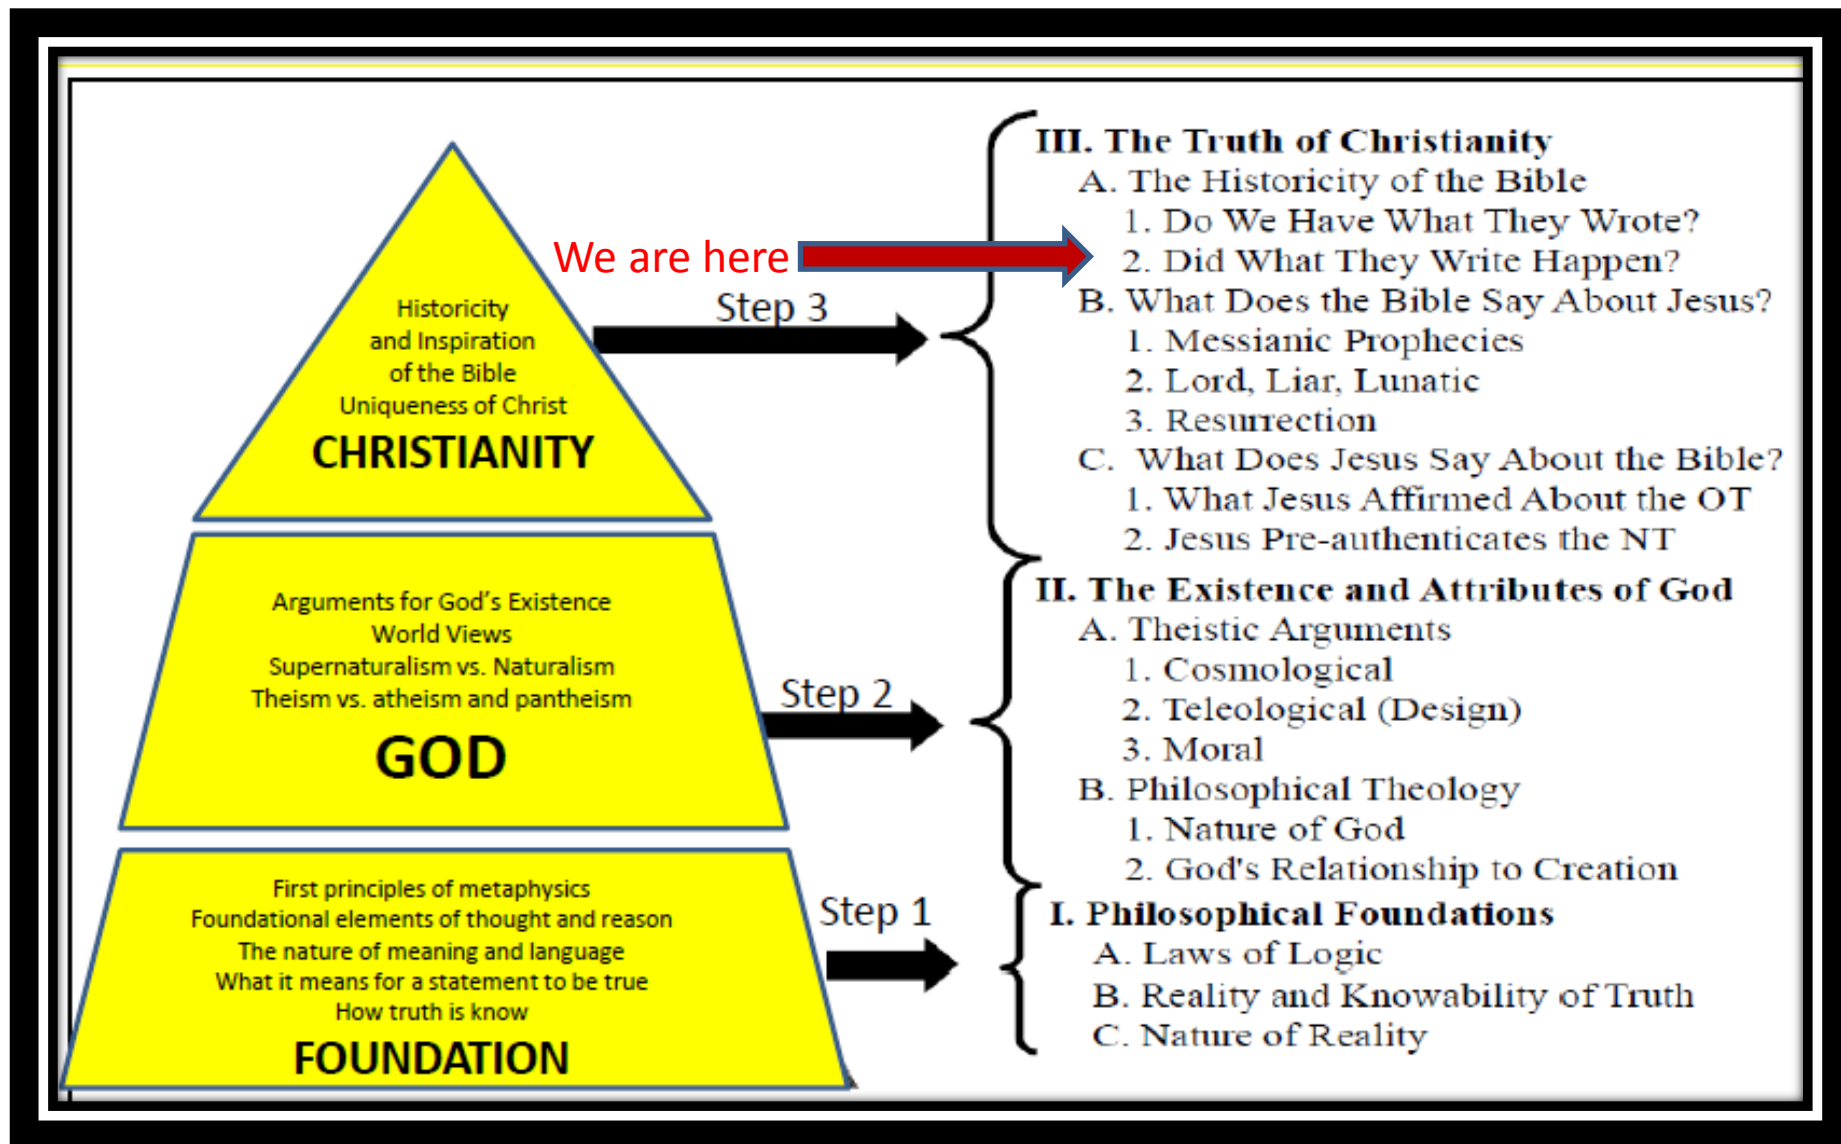 Historicity
and Inspiration
of the Bible
Uniqueness of Christ
CHRISTIANITY
Arguments for God's Existence
World Views
Supernaturalism vs. Naturalism
Theism vs. atheism and pantheism
GOD
First principles of metaphysics
Foundational elements of thought and reason
The nature of meaning and language
What it means for a statement to be true
How truth is know
FOUNDATION
We are here
Step 3
Step 2
Step 1
III. The Truth of Christianity
A. The Historicity of the Bible
1. Do We Have What They Wrote?
2. Did What They Write Happen?
B. What Does the Bible Say About Jesus?
1. Messianic Prophecies
2. Lord, Liar, Lunatic
3. Resurrection
C. What Does Jesus Say About the Bible?
1. What Jesus Affirmed About the OT
2. Jesus Pre-authenticates the NT
II. The Existence and Attributes of God
A. Theistic Arguments
1. Cosmological
2. Teleological (Design)
3. Moral
B. Philosophical Theology
1. Nature of God
2. God's Relationship to Creation
I. Philosophical Foundations
A. Laws of Logic
B. Reality and Knowability of Truth
C. Nature of Reality